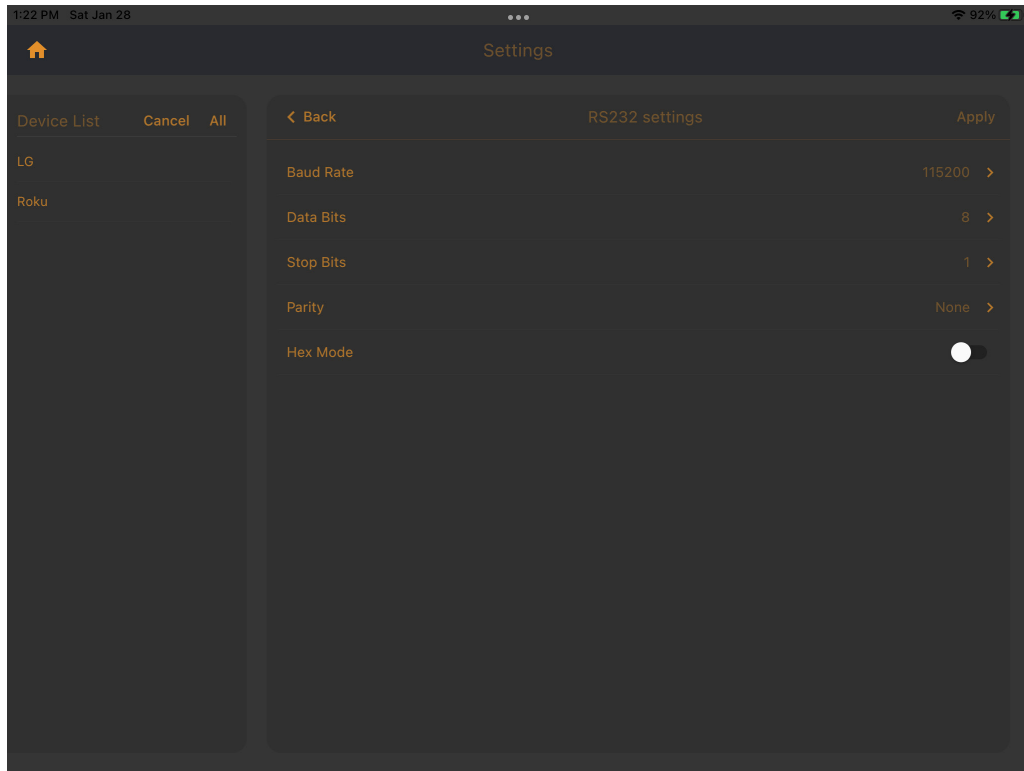 1:22 PM Sat Jan 28
92%
Settings
Device List Cancel All
LG
Roku
Back RS232 settings Apply
Baud Rate 115200
Data Bits 8
Stop Bits 1
Parity None
Hex Mode